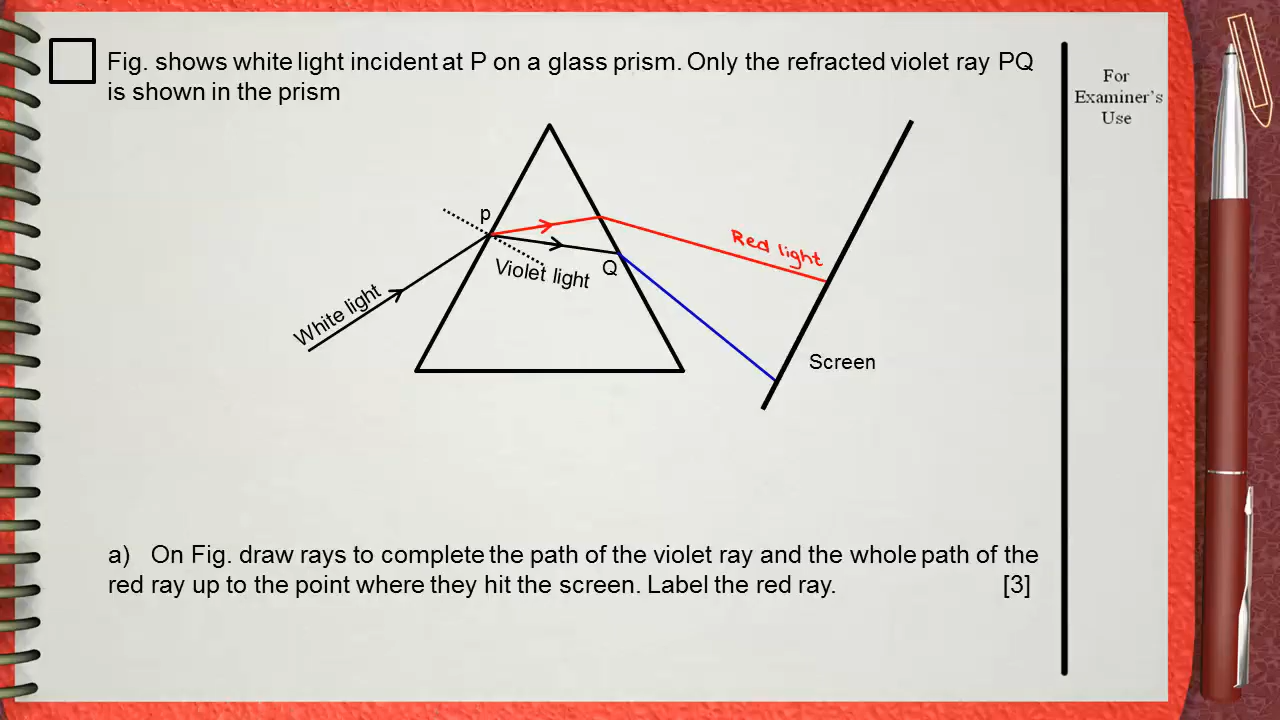 Fig. shows white light incident at P on a glass prism. Only the refracted violet ray PQ
is shown in the prism
For
Examiner's
Use
p
Red light
Violet light
Q
White light
Screen
a) On Fig. draw rays to complete the path of the violet ray and the whole path of the
red ray up to the point where they hit the screen. Label the red ray. [3]